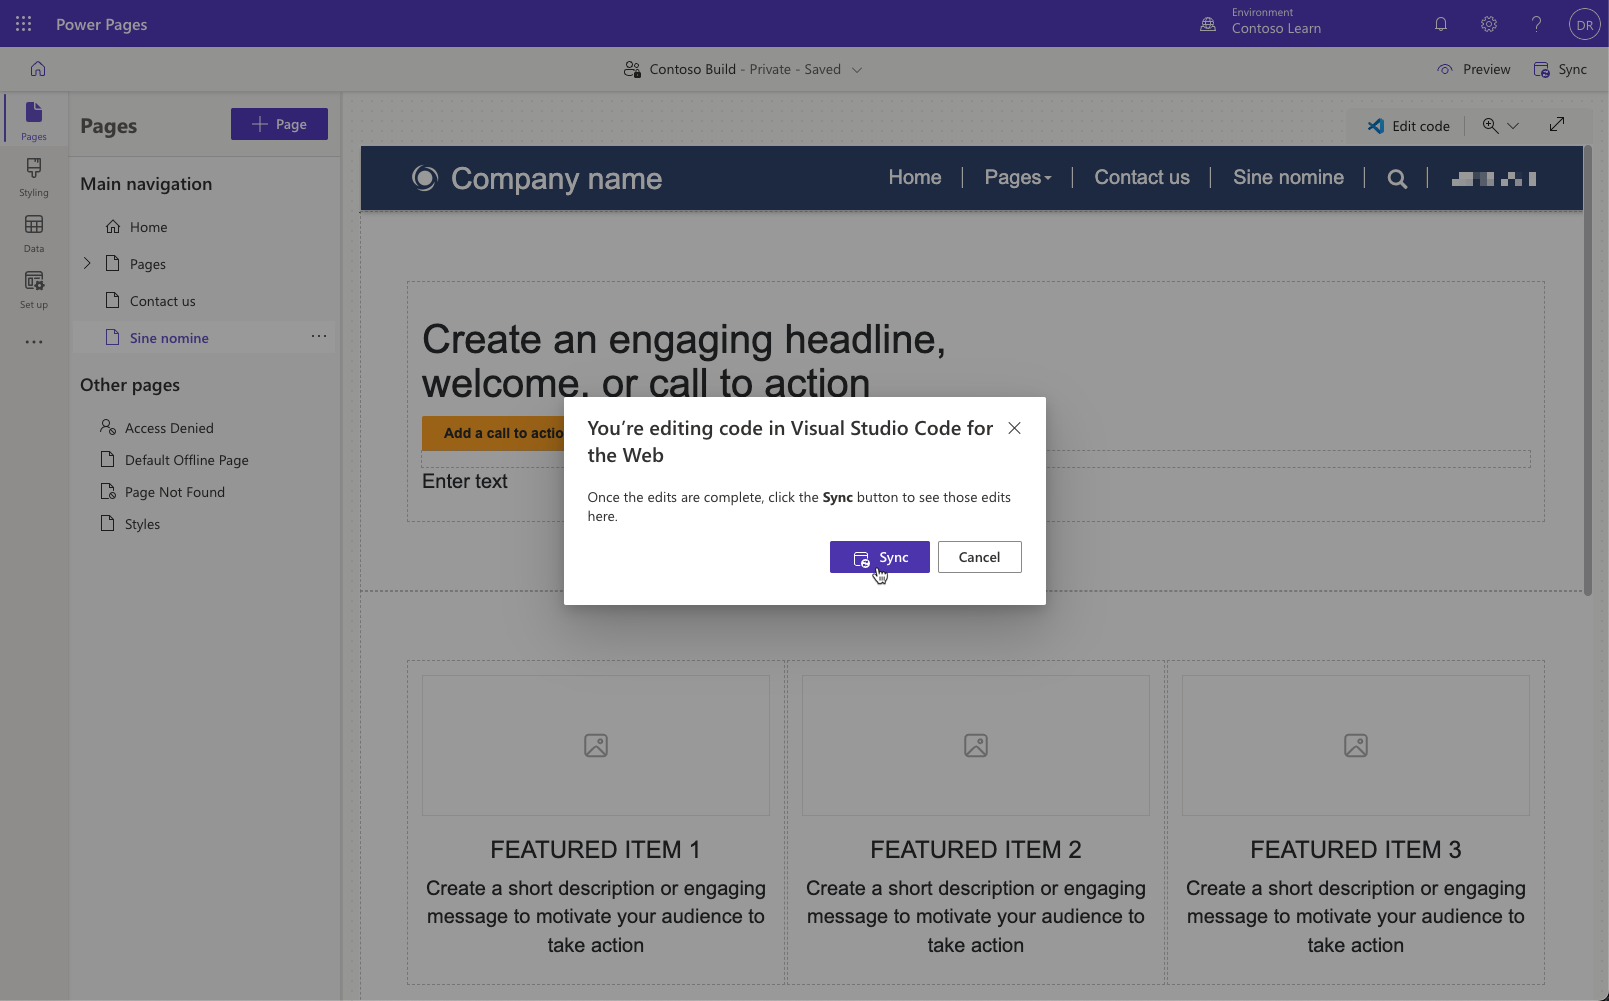 Power Pages
Environment
Contoso Learn
DR
Contoso Build - Private - Saved
Preview
Sync
Pages
Styling
Data
Set up
Pages
Page
Main navigation
Home
Pages
Contact us
Sine nomine
Other pages
Access Denied
Default Offline Page
Page Not Found
Styles
Edit code
Company name
Home
Pages
Contact us
Sine nomine
Create an engaging headline,
welcome, or call to action
Add a call to actio
Enter text
You’re editing code in Visual Studio Code for
the Web
Once the edits are complete, click the Sync button to see those edits
here.
Sync
Cancel
FEATURED ITEM 1
Create a short description or engaging
message to motivate your audience to
take action
FEATURED ITEM 2
Create a short description or engaging
message to motivate your audience to
take action
FEATURED ITEM 3
Create a short description or engaging
message to motivate your audience to
take action